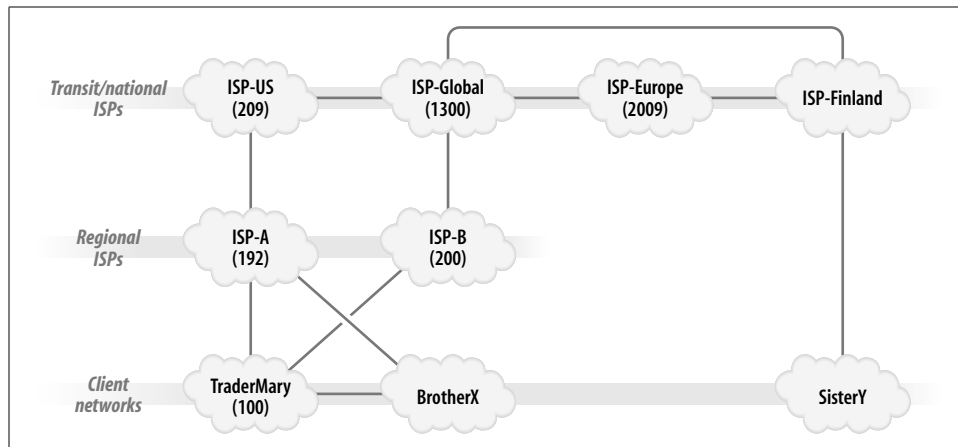 Transit/national
ISPs
ISP-US
(209)
ISP-Global
(1300)
ISP-Europe
(2009)
ISP-Finland
Regional
ISPs
ISP-A
(192)
ISP-B
(200)
Client
networks
TraderMary
(100)
BrotherX
SisterY